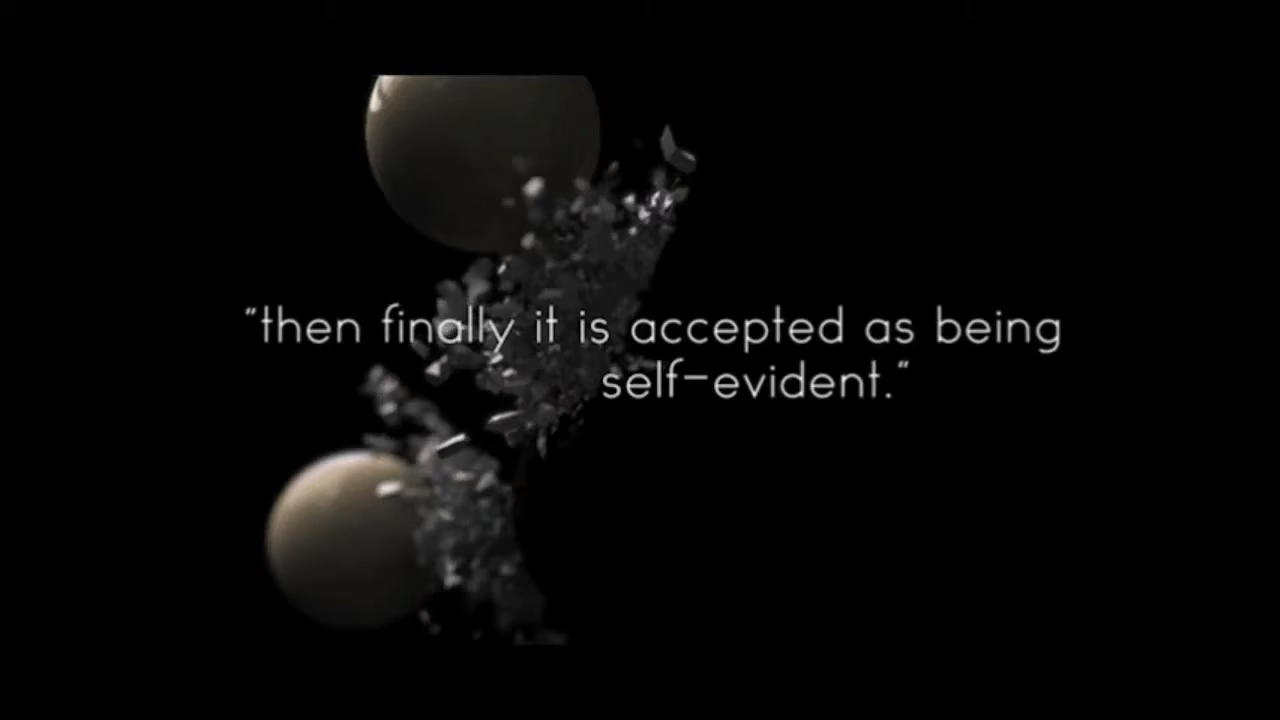 "then finally it is accepted as being
self-evident."